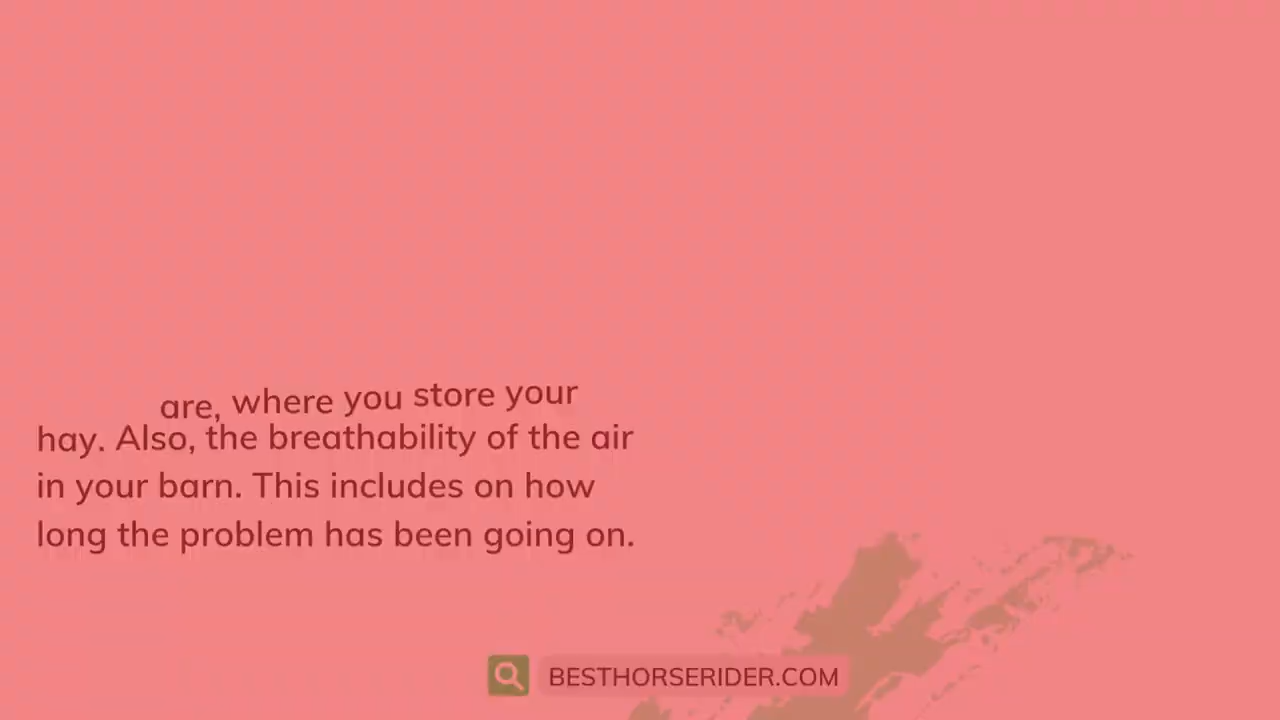 are, where you store your
hay. Also, the breathability of the air
in your barn. This includes on how
long the problem has been going on.
BESTHORSERIDER.COM